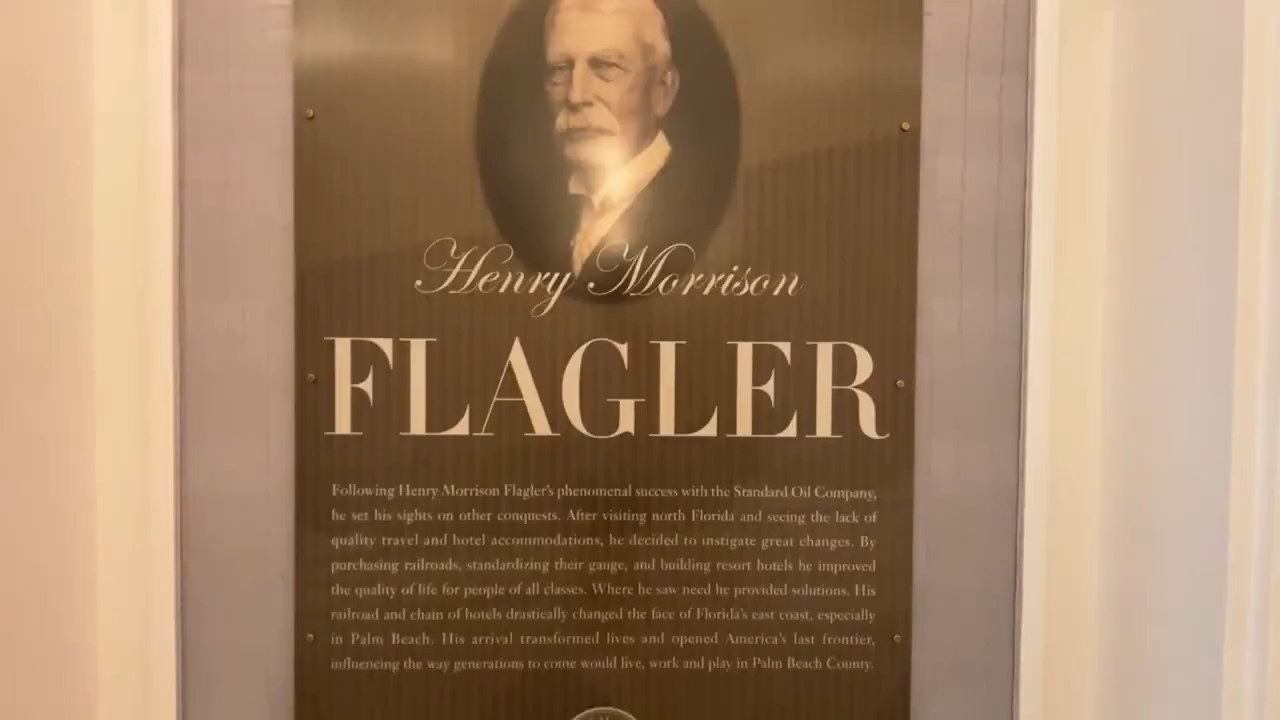 Henry Morrison
FLAGLER
Following Henry Morrison Flagler's phenomenal success with the Standard Oil Company,
he set his sights on other conquests. After visiting north Florida and seeing the lack of
quality travel and hotel accommodations, he decided to instigate great changes. By
purchasing railroads, standardizing their gauge, and building resort hotels he improved
the quality of life for people of all classes. Where he saw need he provided solutions. His
railroad and chain of hotels drastically changed the face of Florida's east coast, especially
in Palm Beach. His arrival transformed lives and opened America's last frontier,
influencing the way generations to come would live, work and play in Palm Beach County.